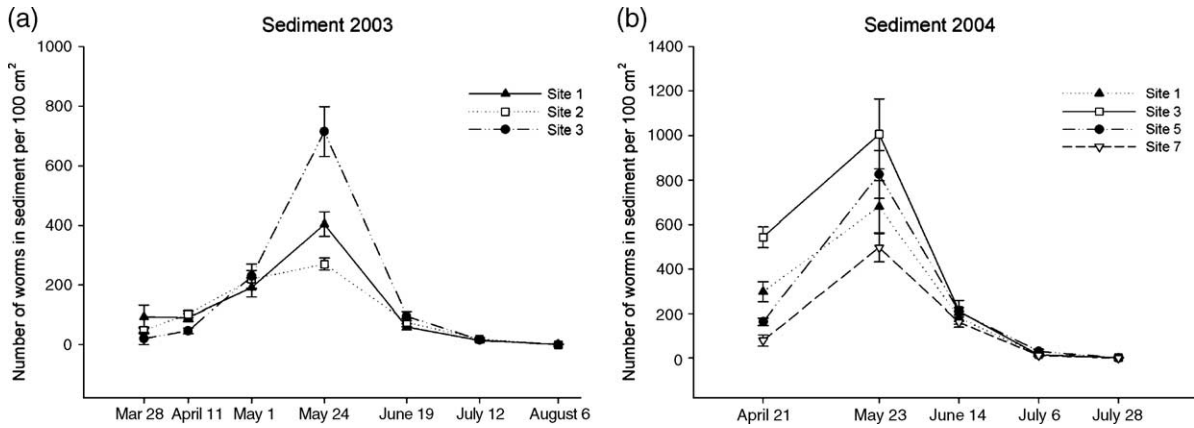 (a)
Sediment 2003
Number of worms in sediment per 100 cm²
1000
800
600
400
200
0
Site 1
Site 2
Site 3
Mar 28 April 11 May 1 May 24 June 19 July 12 August 6
(b)
Sediment 2004
Number of worms in sediment per 100 cm²
1400
1200
1000
800
600
400
200
0
Site 1
Site 3
Site 5
Site 7
April 21 May 23 June 14 July 6 July 28